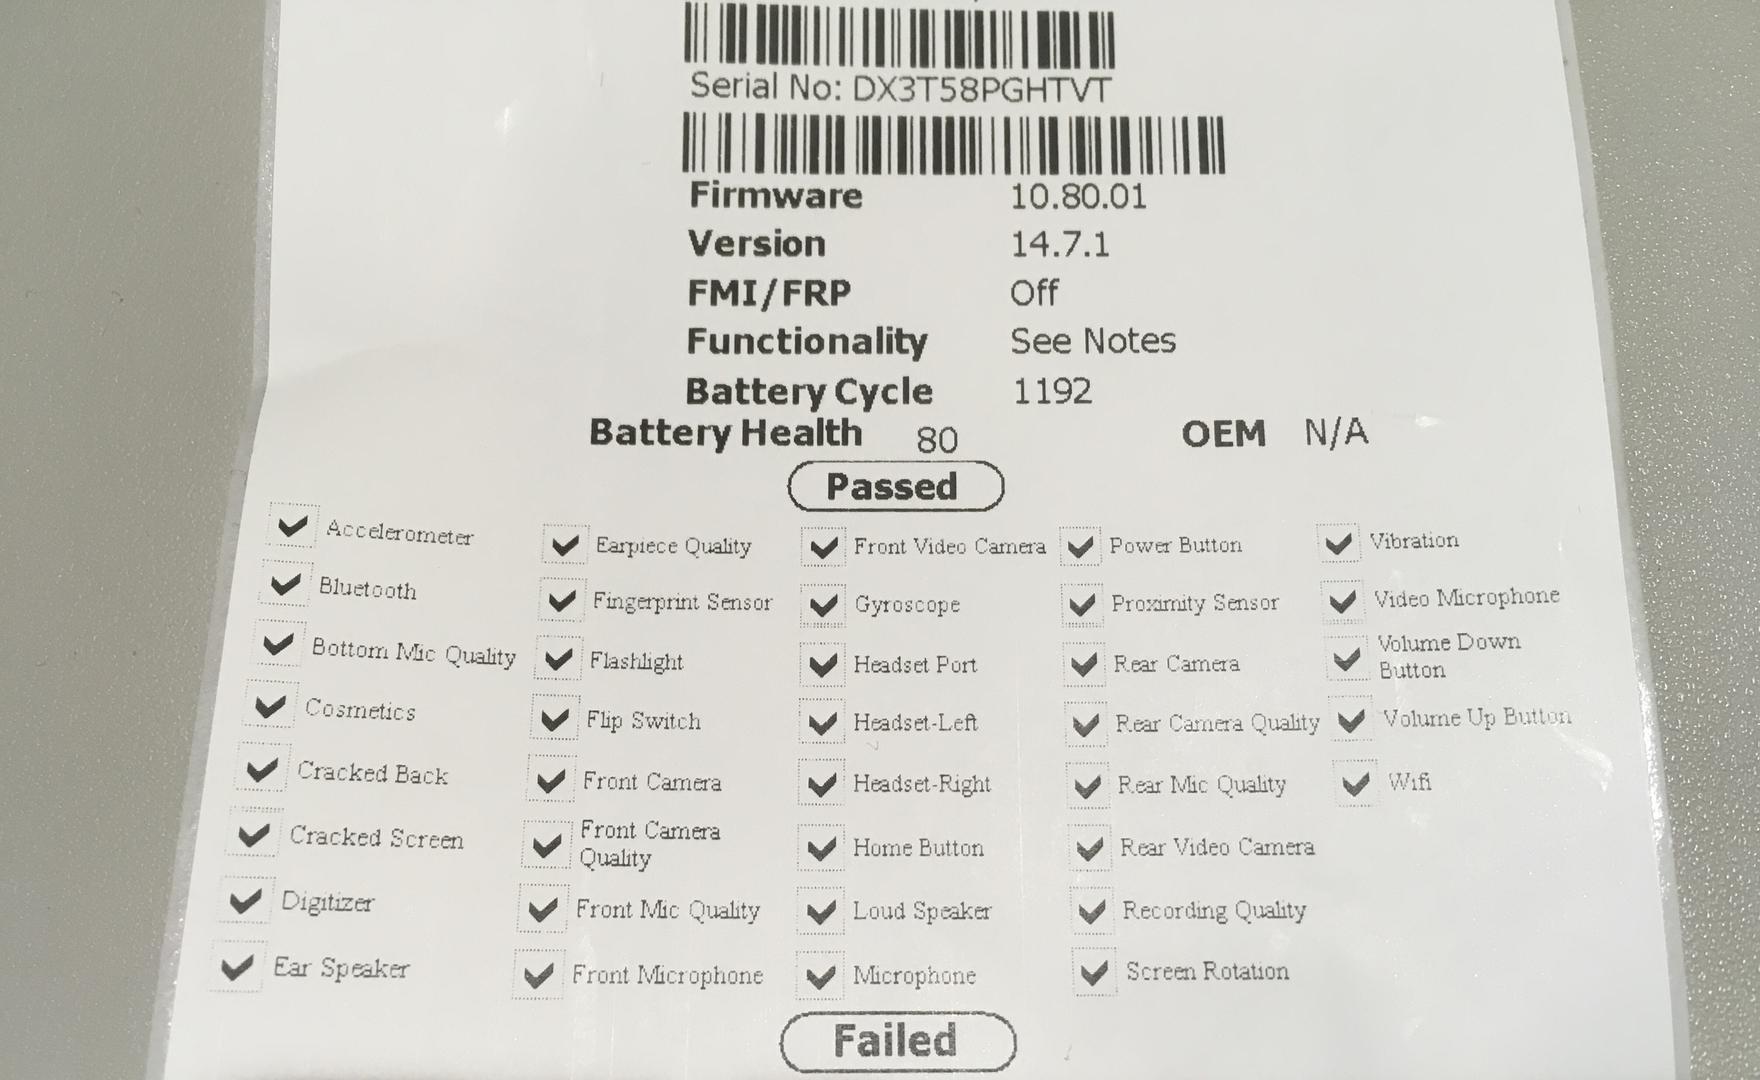 Serial No: DX3T58PGHTVT
Firmware 10.80.01
Version 14.7.1
FMI/FRP Off
Functionality See Notes
Battery Cycle 1192
Battery Health 80 OEM N/A
Passed
Accelerometer
Bluetooth
Bottom Mic Quality
Cosmetics
Cracked Back
Cracked Screen
Digitizer
Ear Speaker
Earpiece Quality
Fingerprint Sensor
Flashlight
Flip Switch
Front Camera
Front Camera
Quality
Front Mic Quality
Front Microphone
Front Video Camera
Gyroscope
Headset Port
Headset-Left
Headset-Right
Home Button
Loud Speaker
Microphone
Power Button
Proximity Sensor
Rear Camera
Rear Camera Quality
Rear Mic Quality
Rear Video Camera
Recording Quality
Screen Rotation
Vibration
Video Microphone
Volume Down
Button
Volume Up Button
Wifi
Failed